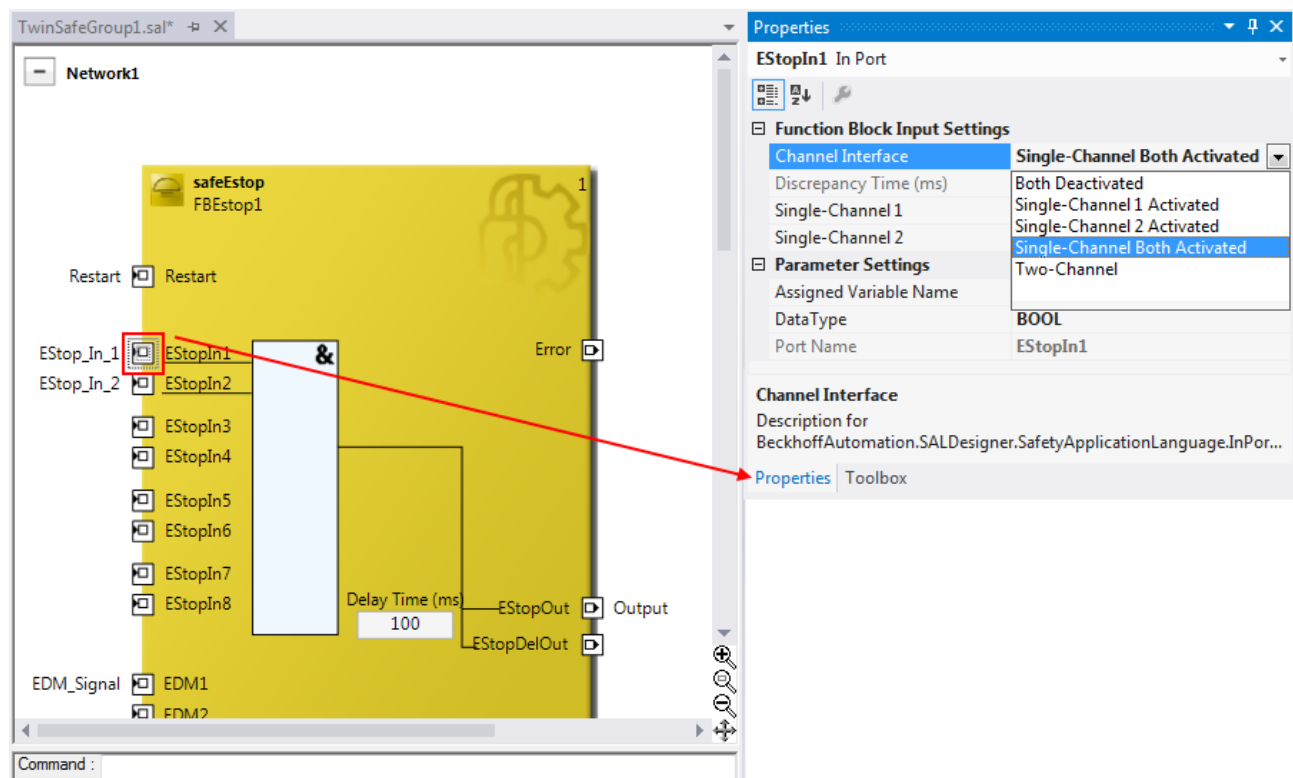 TwinSafeGroup1.sal*
Network1
safeEstop
FBEstop1
1
Restart Restart
EStop_In_1 EStopIn1 & Error
EStop_In_2 EStopIn2
EStopIn3
EStopIn4
EStopIn5
EStopIn6
EStopIn7
EStopIn8
Delay Time (ms)
100
EStopOut Output
EStopDelOut
EDM_Signal EDM1
EDM2
Command :
Properties
EStopIn1 In Port
Function Block Input Settings
Channel Interface Single-Channel Both Activated
Discrepancy Time (ms) Both Deactivated
Single-Channel 1 Single-Channel 1 Activated
Single-Channel 2 Activated
Single-Channel 2 Single-Channel Both Activated
Parameter Settings Two-Channel
Assigned Variable Name
DataType BOOL
Port Name EStopIn1
Channel Interface
Description for
BeckhoffAutomation.SALDesigner.SafetyApplicationLanguage.InPor...
Properties Toolbox